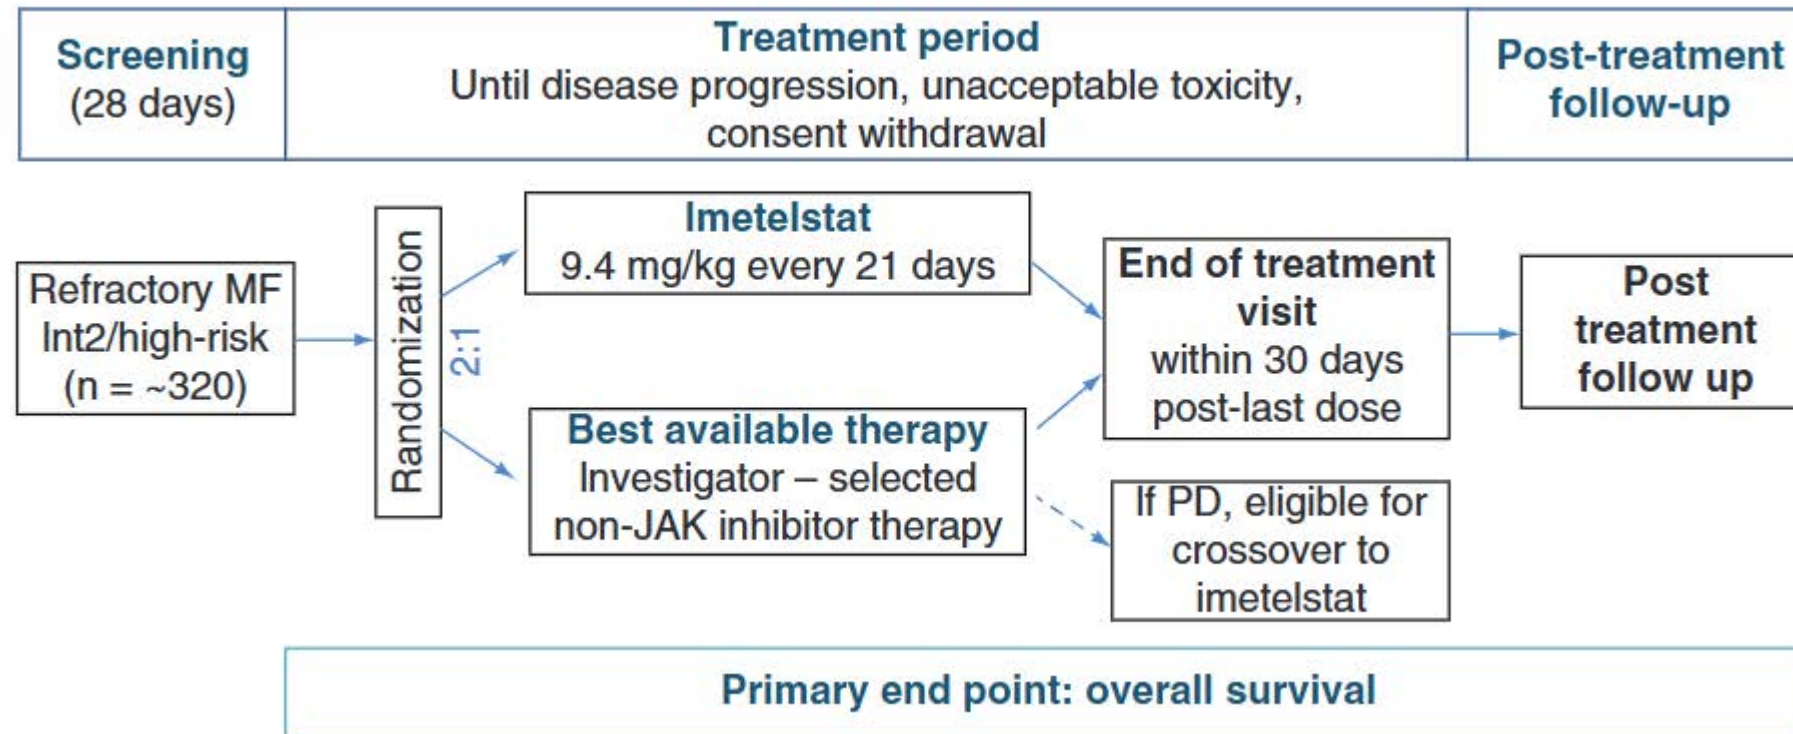 Screening
(28 days)
Treatment period
Until disease progression, unacceptable toxicity,
consent withdrawal
Post-treatment
follow-up
Refractory MF
Int2/high-risk
(n = ~320)
Randomization
2:1
Imetelstat
9.4 mg/kg every 21 days
Best available therapy
Investigator – selected
non-JAK inhibitor therapy
End of treatment
visit
within 30 days
post-last dose
If PD, eligible for
crossover to
imetelstat
Post
treatment
follow up
Primary end point: overall survival